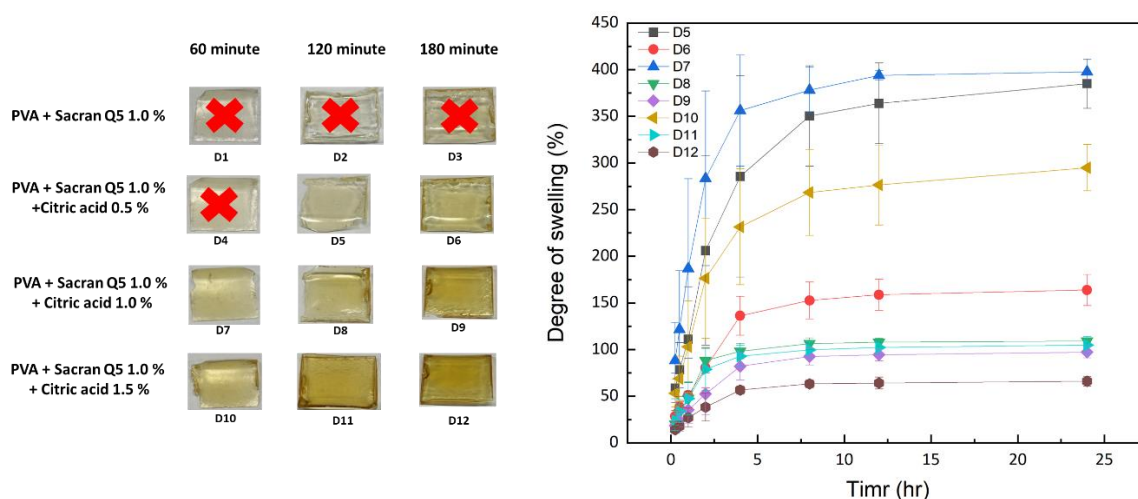 60 minute 120 minute 180 minute
PVA + Sacran Q5 1.0 %
D1 D2 D3
PVA + Sacran Q5 1.0 %
+Citric acid 0.5 %
D4 D5 D6
PVA + Sacran Q5 1.0 %
+ Citric acid 1.0 %
D7 D8 D9
PVA + Sacran Q5 1.0 %
+ Citric acid 1.5 %
D10 D11 D12
Degree of swelling (%)
450
400
350
300
250
200
150
100
50
0
D5
D6
D7
D8
D9
D10
D11
D12
0 5 10 15 20 25
Timr (hr)